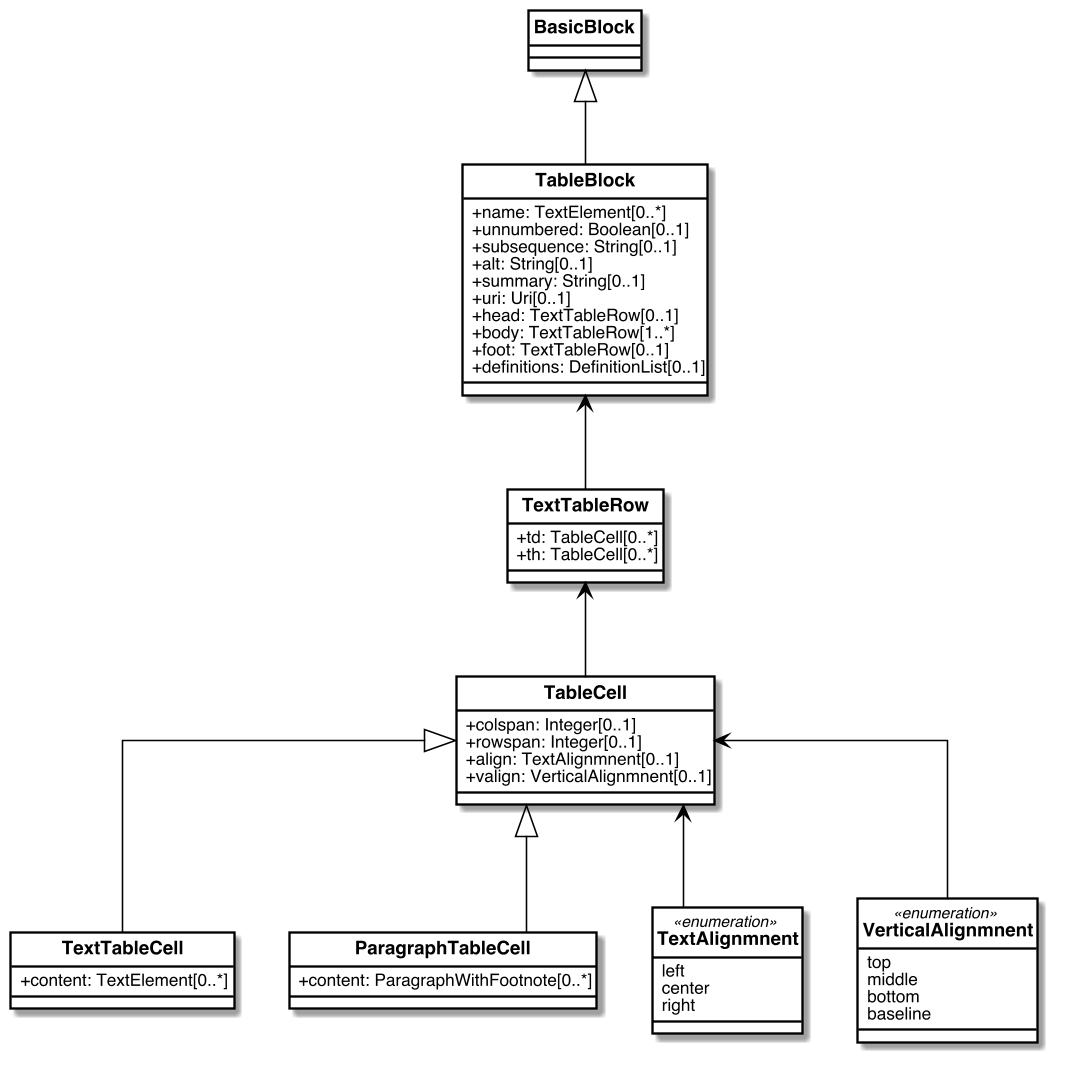 BasicBlock
TableBlock
+name: TextElement[0..*]
+unnumbered: Boolean[0..1]
+subsequence: String[0..1]
+alt: String[0..1]
+summary: String[0..1]
+uri: Uri[0..1]
+head: TextTableRow[0..1]
+body: TextTableRow[1..*]
+foot: TextTableRow[0..1]
+definitions: DefinitionList[0..1]
TextTableRow
+td: TableCell[0..*]
+th: TableCell[0..*]
TableCell
+colspan: Integer[0..1]
+rowspan: Integer[0..1]
+align: TextAlignmnent[0..1]
+valign: VerticalAlignmnent[0..1]
TextTableCell
+content: TextElement[0..*]
ParagraphTableCell
+content: ParagraphWithFootnote[0..*]
«enumeration»
TextAlignmnent
left
center
right
«enumeration»
VerticalAlignmnent
top
middle
bottom
baseline